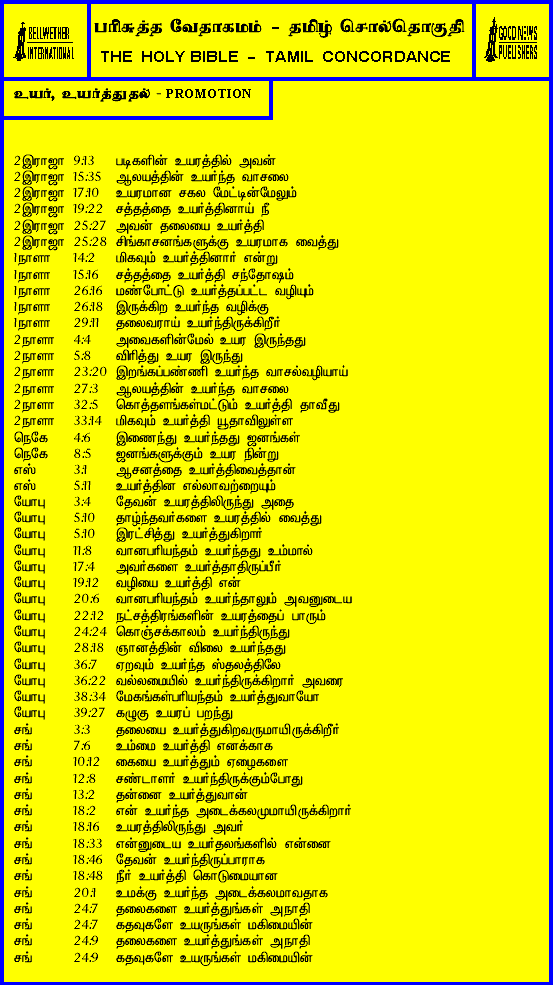 BELLWETHER
INTERNATIONAL
பரிசுத்த வேதாகமம் - தமிழ் சொல்தொகுதி
THE HOLY BIBLE - TAMIL CONCORDANCE
GOOD NEWS
PUBLISHERS
உயர், உயர்த்துதல் - PROMOTION
2இராஜா 9:13 படிகளின் உயரத்தில் அவன்
2இராஜா 15:35 ஆலயத்தின் உயர்ந்த வாசலை
2இராஜா 17:10 உயரமான சகல மேட்டின்மேலும்
2இராஜா 19:22 சத்தத்தை உயர்த்தினாய் நீ
2இராஜா 25:27 அவன் தலையை உயர்த்தி
2இராஜா 25:28 சிங்காசனங்களுக்கு உயரமாக வைத்து
1நாளா 14:2 மிகவும் உயர்த்தினார் என்று
1நாளா 15:16 சத்தத்தை உயர்த்தி சந்தோஷம்
1நாளா 26:16 மண்போட்டு உயர்த்தப்பட்ட வழியும்
1நாளா 26:18 இருக்கிற உயர்ந்த வழிக்கு
1நாளா 29:11 தலைவராய் உயர்ந்திருக்கிறீர்
2நாளா 4:4 அவைகளின்மேல் உயர இருந்தது
2நாளா 5:8 விரித்து உயர இருந்து
2நாளா 23:20 இறங்கப்பண்ணி உயர்ந்த வாசல்வழியாய்
2நாளா 27:3 ஆலயத்தின் உயர்ந்த வாசலை
2நாளா 32:5 கொத்தளங்கள்மட்டும் உயர்த்தி தாவீது
2நாளா 33:14 மிகவும் உயர்த்தி யூதாவிலுள்ள
நெகே 4:6 இணைந்து உயர்ந்தது ஜனங்கள்
நெகே 8:5 ஜனங்களுக்கும் உயர நின்று
எஸ் 3:1 ஆசனத்தை உயர்த்திவைத்தான்
எஸ் 5:11 உயர்த்தின எல்லாவற்றையும்
யோபு 3:4 தேவன் உயரத்திலிருந்து அதை
யோபு 5:10 தாழ்ந்தவர்களை உயரத்தில் வைத்து
யோபு 5:10 இரட்சித்து உயர்த்துகிறார்
யோபு 11:8 வானபரியந்தம் உயர்ந்தது உம்மால்
யோபு 17:4 அவர்களை உயர்த்தாதிருப்பீர்
யோபு 19:12 வழியை உயர்த்தி என்
யோபு 20:6 வானபரியந்தம் உயர்ந்தாலும் அவனுடைய
யோபு 22:12 நட்சத்திரங்களின் உயரத்தைப் பாரும்
யோபு 24:24 கொஞ்சக்காலம் உயர்ந்திருந்து
யோபு 28:18 ஞானத்தின் விலை உயர்ந்தது
யோபு 36:7 ஏறவும் உயர்ந்த ஸ்தலத்திலே
யோபு 36:22 வல்லமையில் உயர்ந்திருக்கிறார் அவரை
யோபு 38:34 மேகங்கள்பரியந்தம் உயர்த்துவாயோ
யோபு 39:27 கழுகு உயரப் பறந்து
சங் 3:3 தலையை உயர்த்துகிறவருமாயிருக்கிறீர்
சங் 7:6 உம்மை உயர்த்தி எனக்காக
சங் 10:12 கையை உயர்த்தும் ஏழைகளை
சங் 12:8 சண்டாளர் உயர்ந்திருக்கும்போது
சங் 13:2 தன்னை உயர்த்துவான்
சங் 18:2 என் உயர்ந்த அடைக்கலமுமாயிருக்கிறார்
சங் 18:16 உயரத்திலிருந்து அவர்
சங் 18:33 என்னுடைய உயர்தலங்களில் என்னை
சங் 18:46 தேவன் உயர்ந்திருப்பாராக
சங் 18:48 நீர் உயர்த்தி கொடுமையான
சங் 20:1 உமக்கு உயர்ந்த அடைக்கலமாவதாக
சங் 24:7 தலைகளை உயர்த்துங்கள் அநாதி
சங் 24:7 கதவுகளே உயருங்கள் மகிமையின்
சங் 24:9 தலைகளை உயர்த்துங்கள் அநாதி
சங் 24:9 கதவுகளே உயருங்கள் மகிமையின்